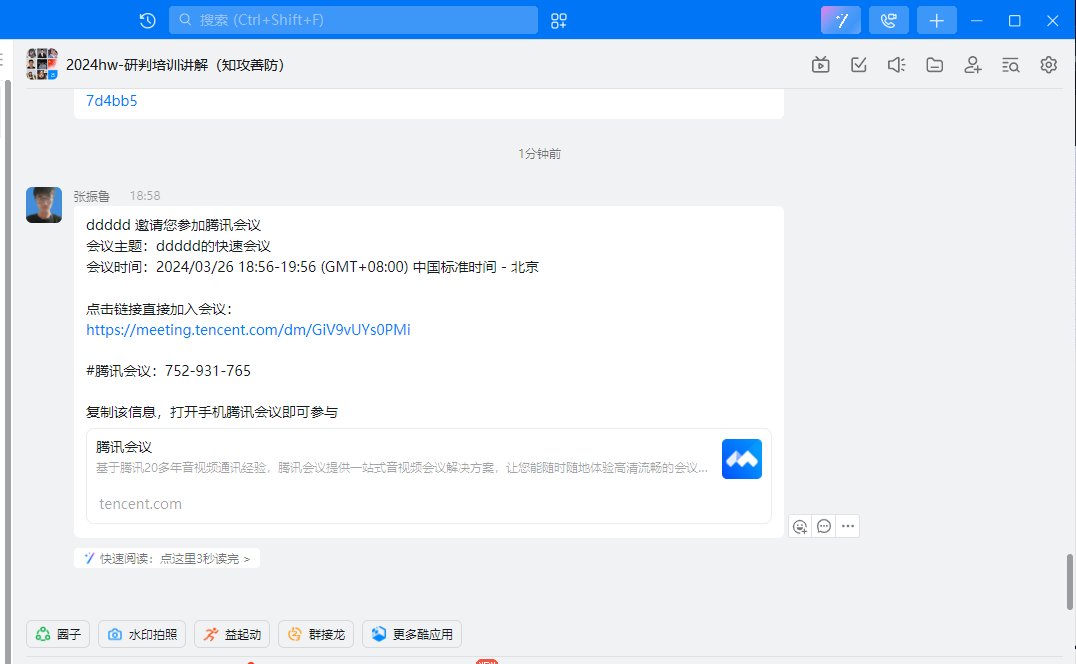 搜索 (Ctrl+Shift+F)
2024hw-研判培训讲解（知攻善防）
7d4bb5
1分钟前
张振鲁 18:58
ddddd 邀请您参加腾讯会议
会议主题：ddddd的快速会议
会议时间：2024/03/26 18:56-19:56 (GMT+08:00) 中国标准时间 - 北京
点击链接直接加入会议：
https://meeting.tencent.com/dm/GiV9vUYs0PMi
#腾讯会议：752-931-765
复制该信息，打开手机腾讯会议即可参与
腾讯会议
基于腾讯20多年音视频通讯经验，腾讯会议提供一站式音视频会议解决方案，让您能随时随地体验高清流畅的会议...
tencent.com
快速阅读：点这里3秒读完 >
圈子 水印拍照 益起动 群接龙 更多酷应用